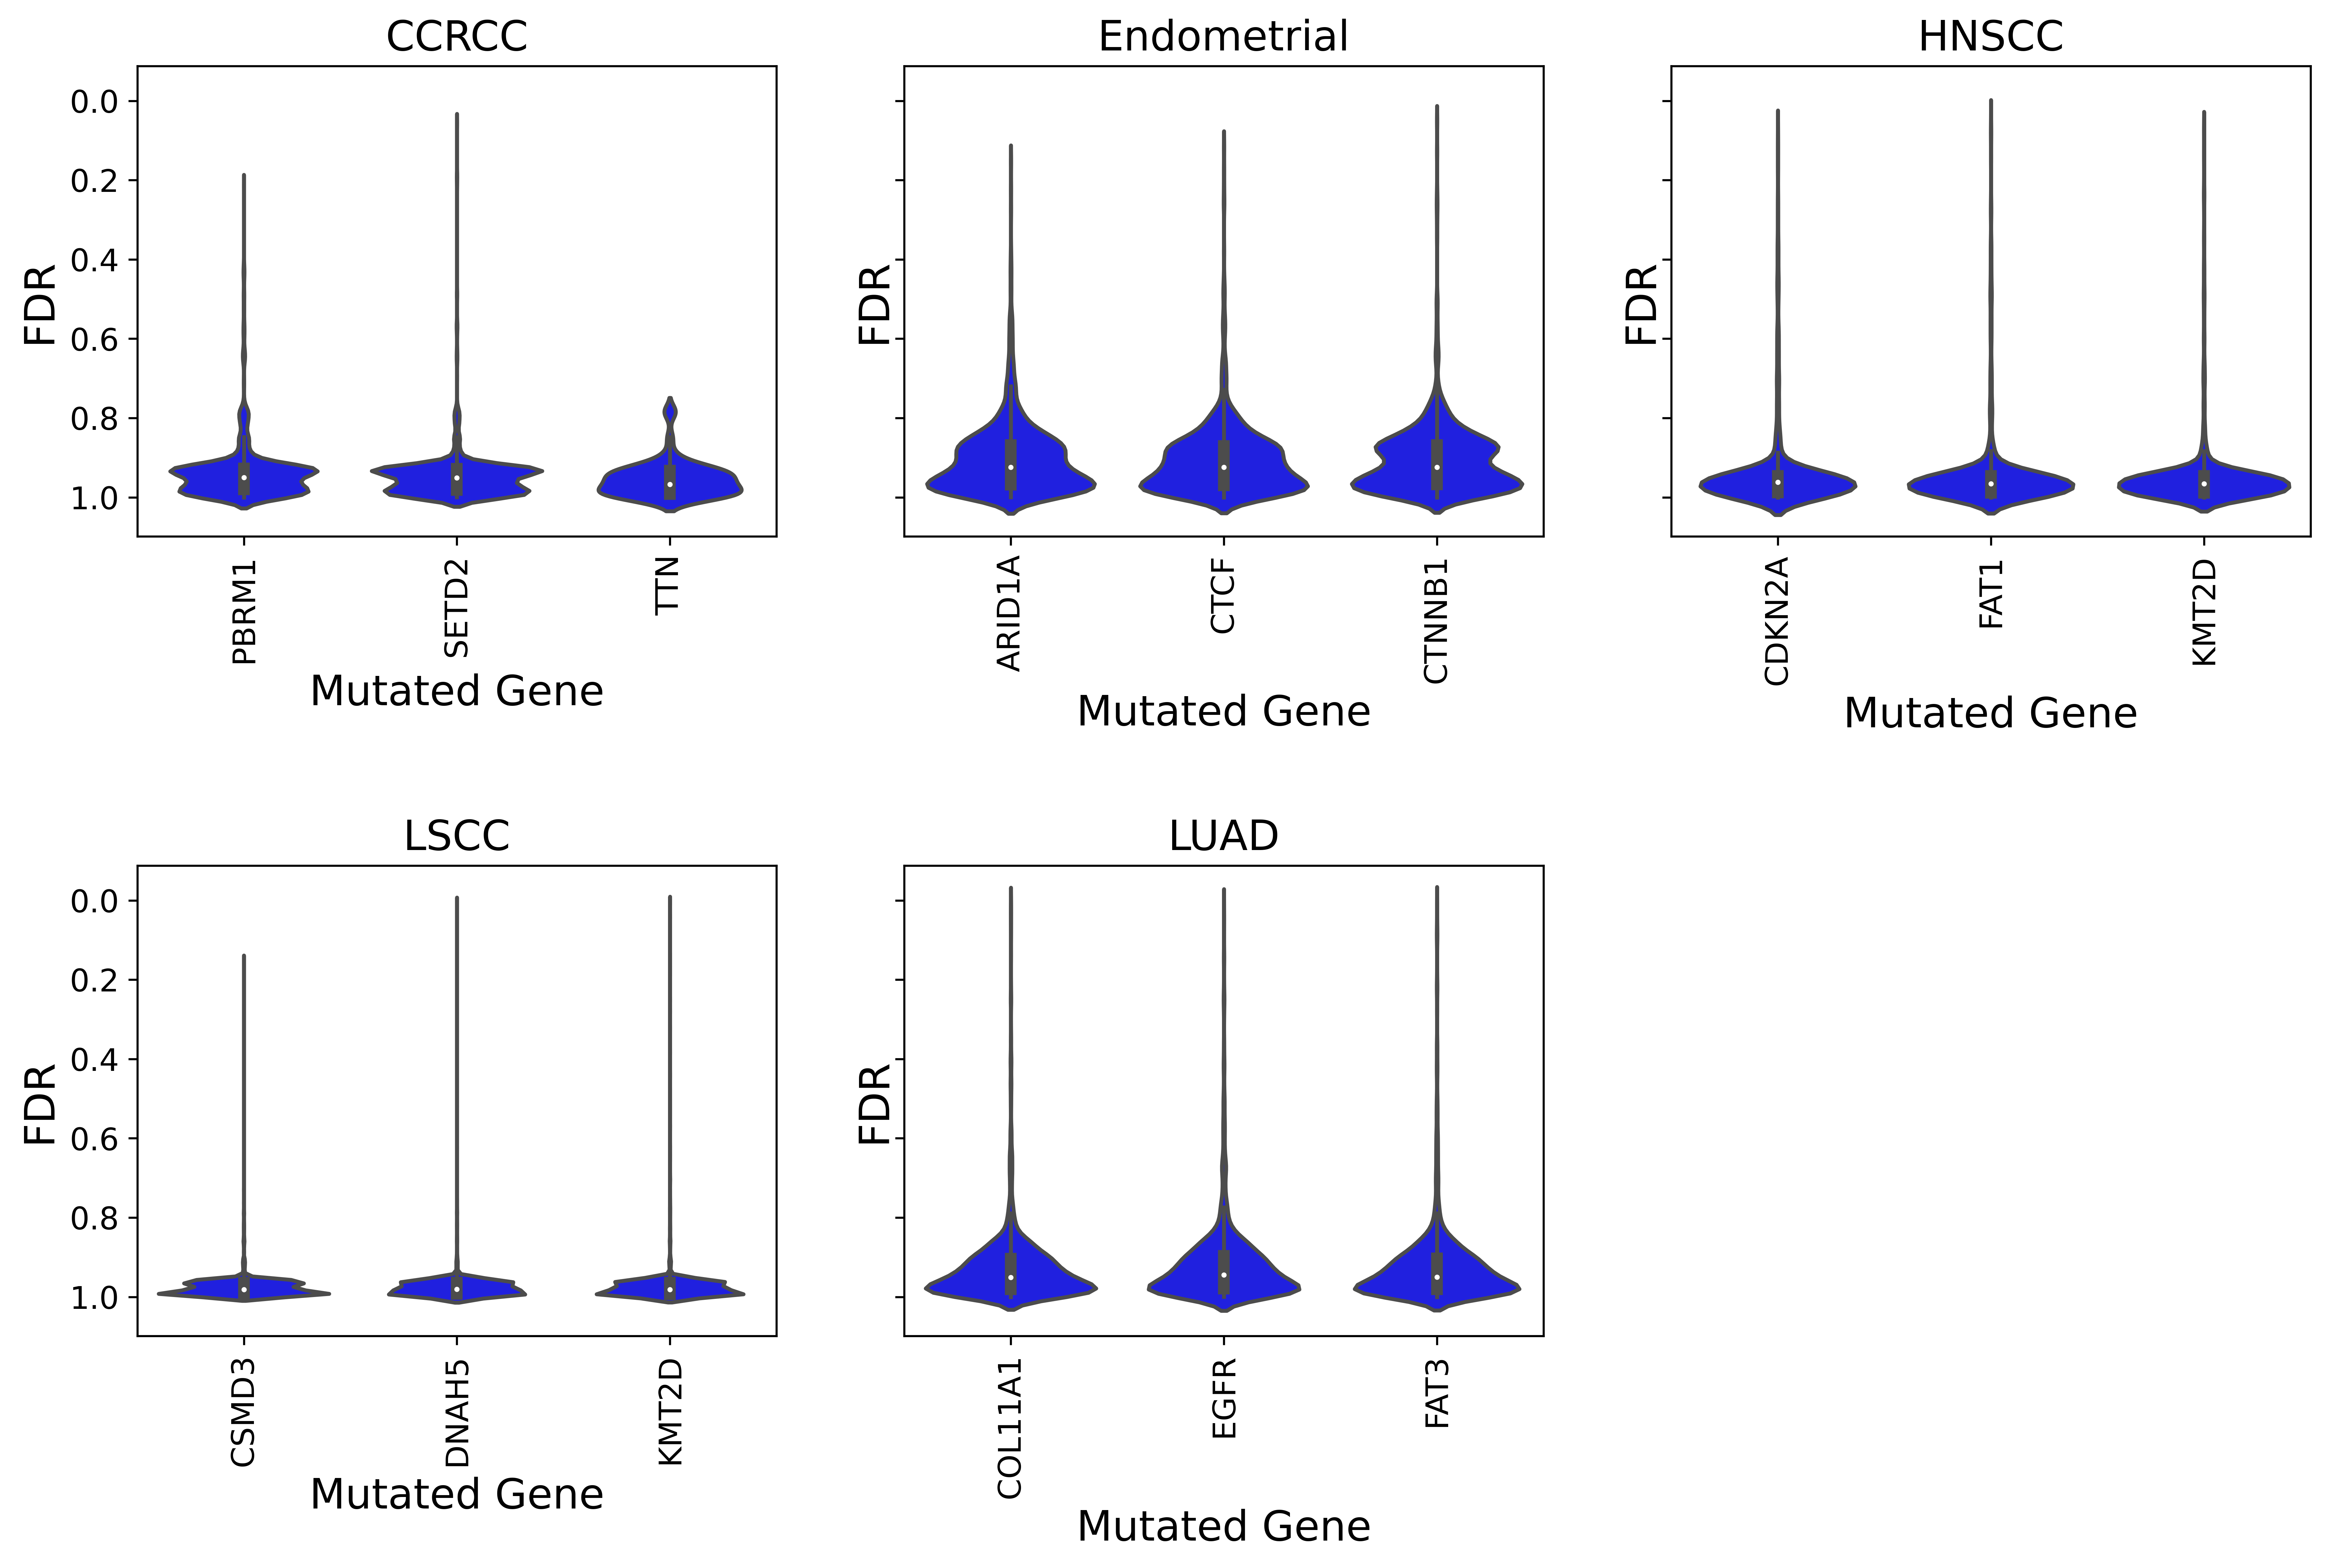 CCRCC
Endometrial
HNSCC
FDR
0.0
0.2
0.4
0.6
0.8
1.0
FDR
FDR
PBRM1
SETD2
TTN
Mutated Gene
ARID1A
CTCF
CTNNB1
Mutated Gene
CDKN2A
FAT1
KMT2D
Mutated Gene
LSCC
LUAD
FDR
0.0
0.2
0.4
0.6
0.8
1.0
FDR
CSMD3
DNAH5
KMT2D
Mutated Gene
COL11A1
EGFR
FAT3
Mutated Gene